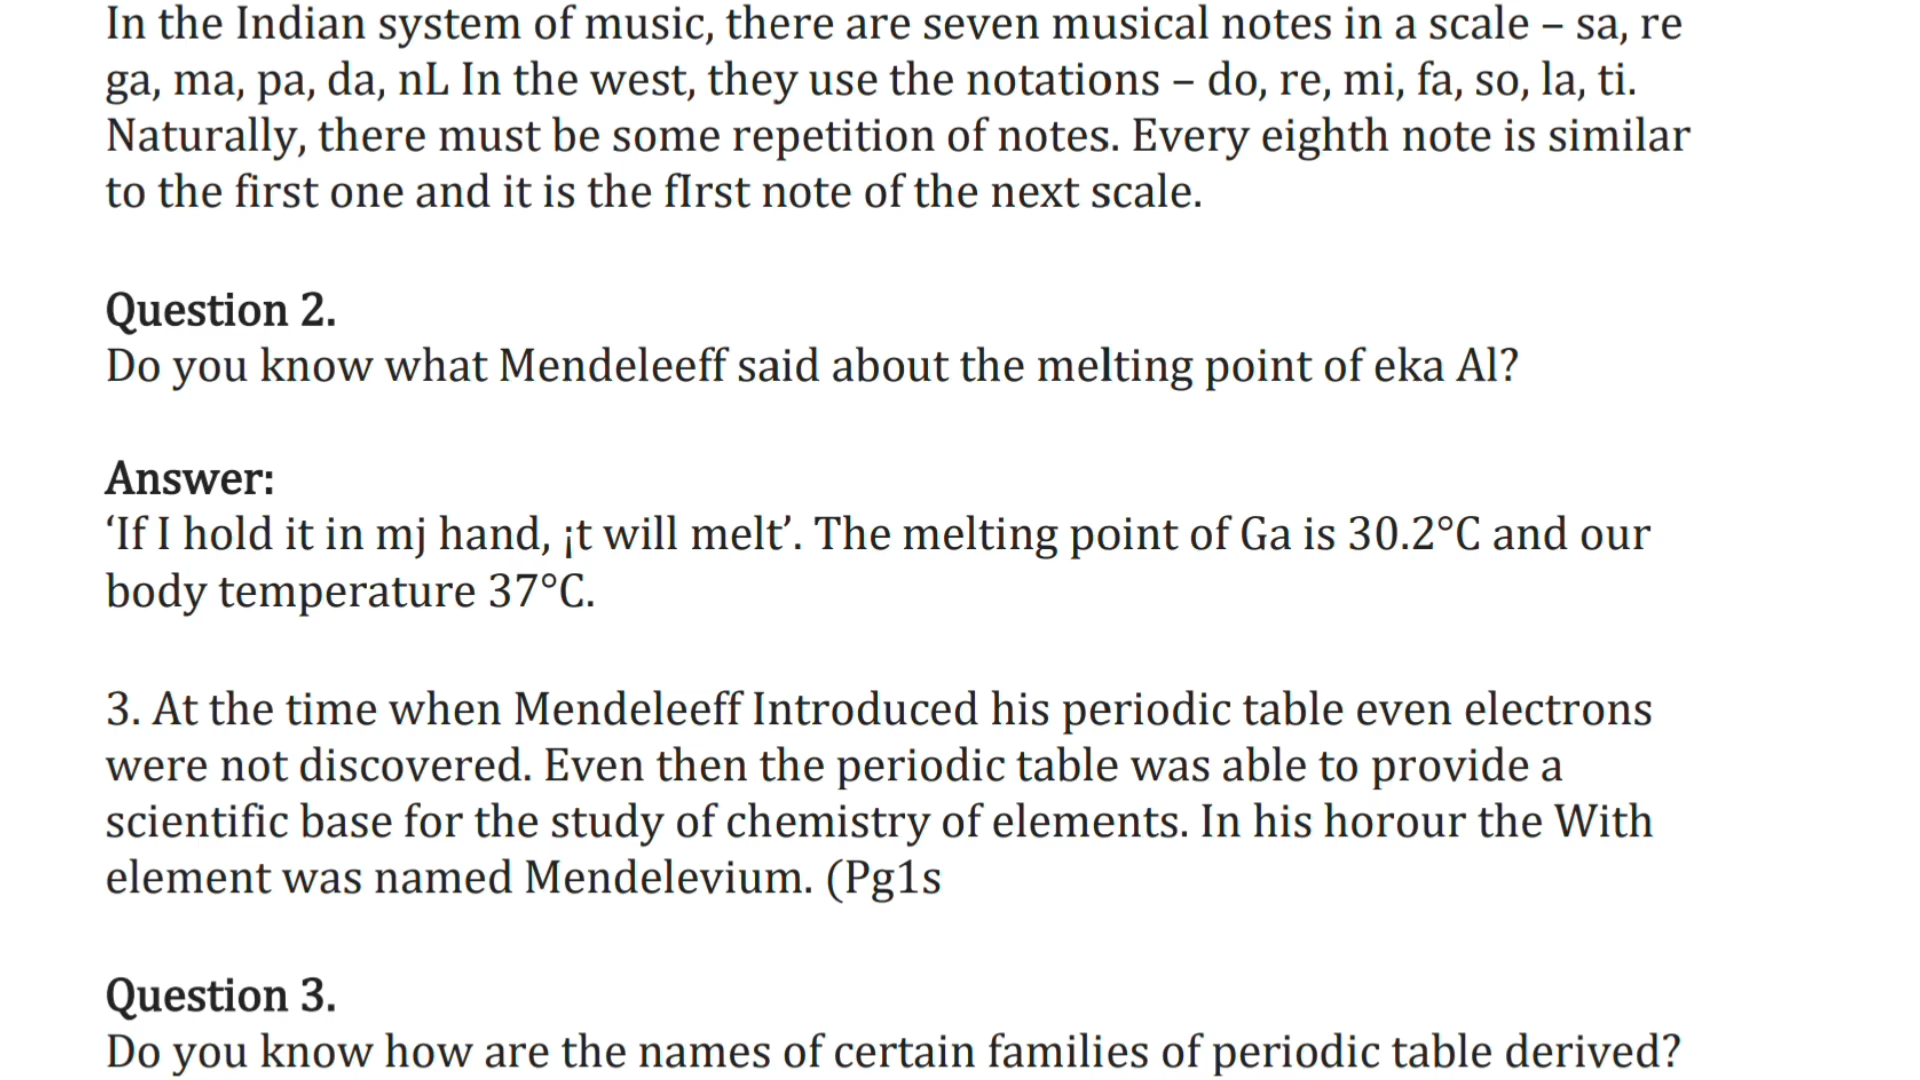 In the Indian system of music, there are seven musical notes in a scale – sa, re
ga, ma, pa, da, nL In the west, they use the notations – do, re, mi, fa, so, la, ti.
Naturally, there must be some repetition of notes. Every eighth note is similar
to the first one and it is the fIrst note of the next scale.
Question 2.
Do you know what Mendeleeff said about the melting point of eka Al?
Answer:
‘If I hold it in mj hand, ¡t will melt’. The melting point of Ga is 30.2°C and our
body temperature 37°C.
3. At the time when Mendeleeff Introduced his periodic table even electrons
were not discovered. Even then the periodic table was able to provide a
scientific base for the study of chemistry of elements. In his horour the With
element was named Mendelevium. (Pg1s
Question 3.
Do you know how are the names of certain families of periodic table derived?